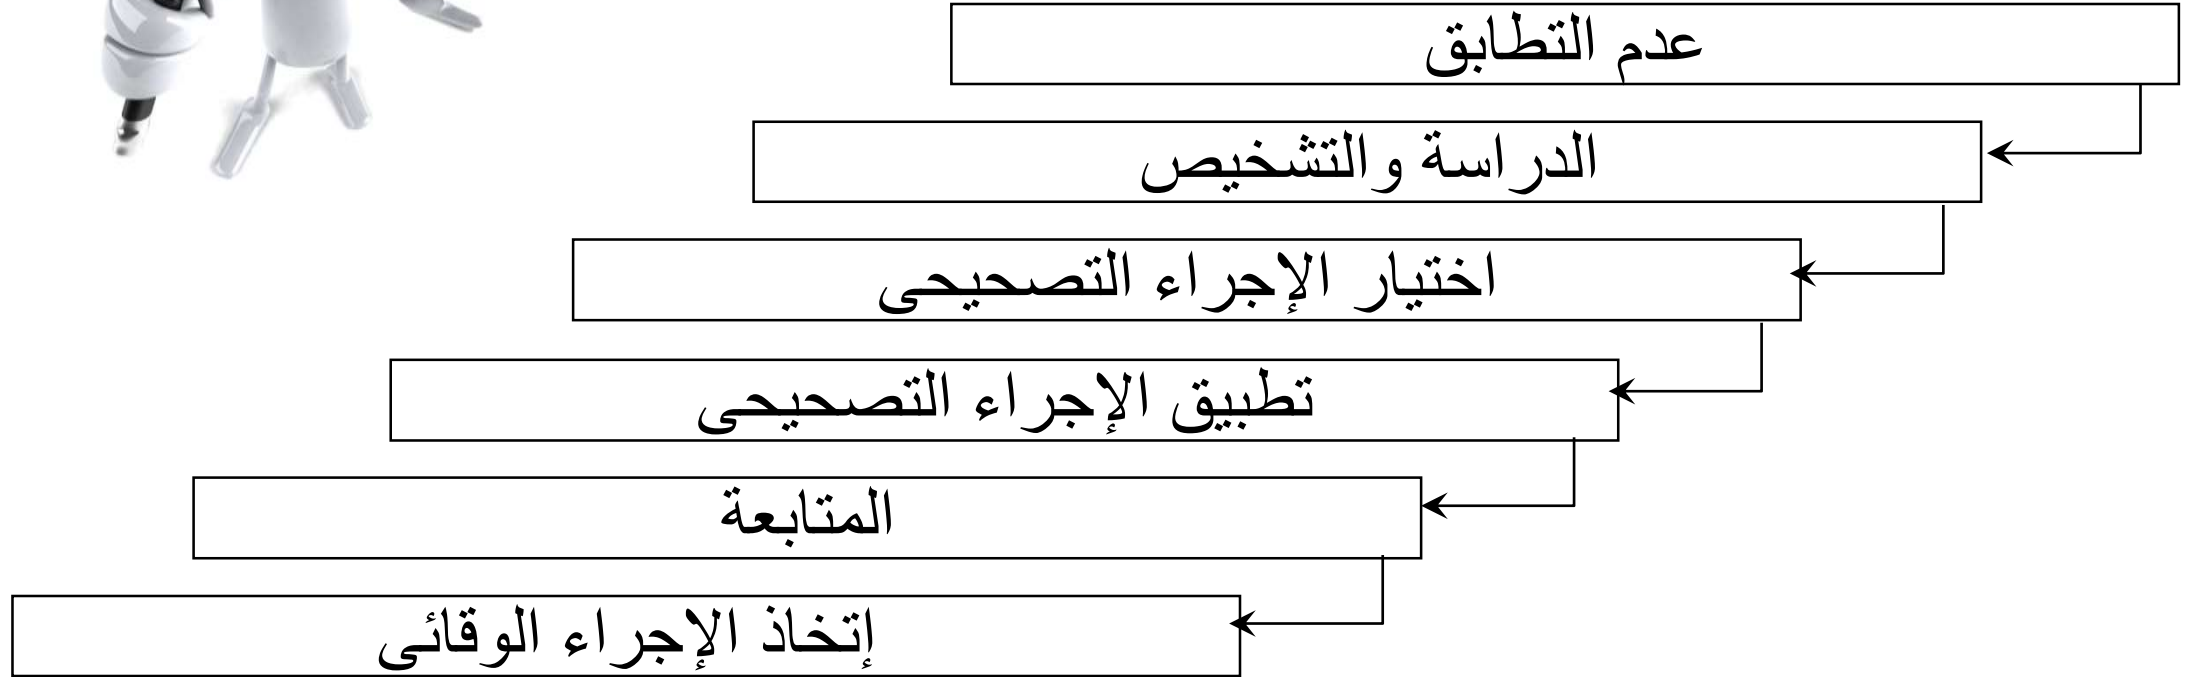 عدم التطابق
الدراسة والتشخيص
اختيار الإجراء التصحيحى
تطبيق الإجراء التصحيحى
المتابعة
إتخاذ الإجراء الوقائى